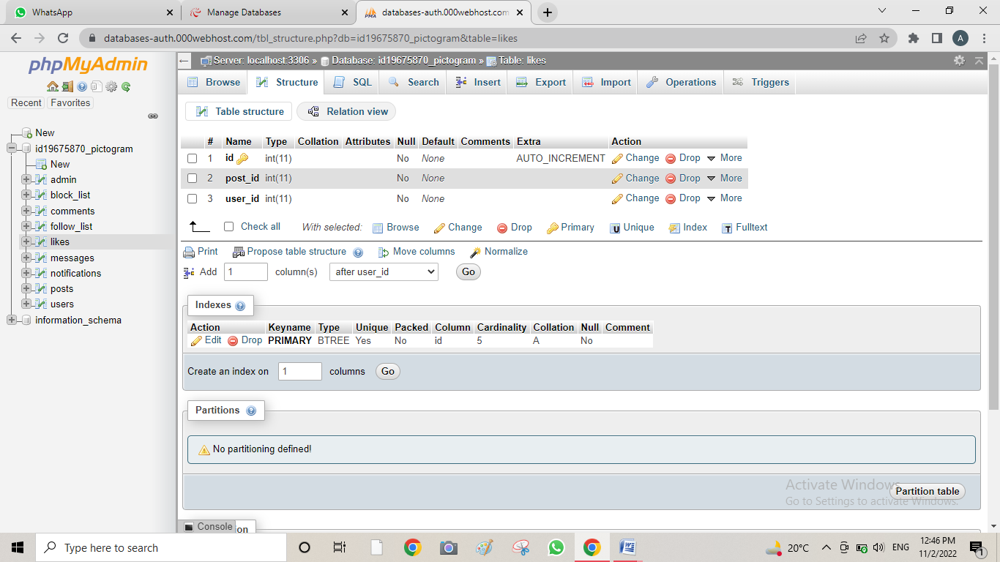 WhatsApp
Manage Databases
databases-auth.000webhost.com
databases-auth.000webhost.com/tbl_structure.php?db=id19675870_pictogram&table=likes
A
phpMyAdmin
Recent Favorites
New
id19675870_pictogram
New
admin
block_list
comments
follow_list
likes
messages
notifications
posts
users
information_schema
Server: localhost:3306 » Database: id19675870_pictogram » Table: likes
Browse Structure SQL Search Insert Export Import Operations Triggers
Table structure Relation view
# Name Type Collation Attributes Null Default Comments Extra Action
1 id int(11) No None AUTO_INCREMENT Change Drop More
2 post_id int(11) No None Change Drop More
3 user_id int(11) No None Change Drop More
Check all With selected: Browse Change Drop Primary Unique Index Fulltext
Print Propose table structure Move columns Normalize
Add 1 column(s) after user_id Go
Indexes
Action Keyname Type Unique Packed Column Cardinality Collation Null Comment
Edit Drop PRIMARY BTREE Yes No id 5 A No
Create an index on 1 columns Go
Partitions
No partitioning defined!
Activate Windows
Go to Settings to activate Windows.
Partition table
Console on
Type here to search
20°C ENG
12:46 PM
11/2/2022
1